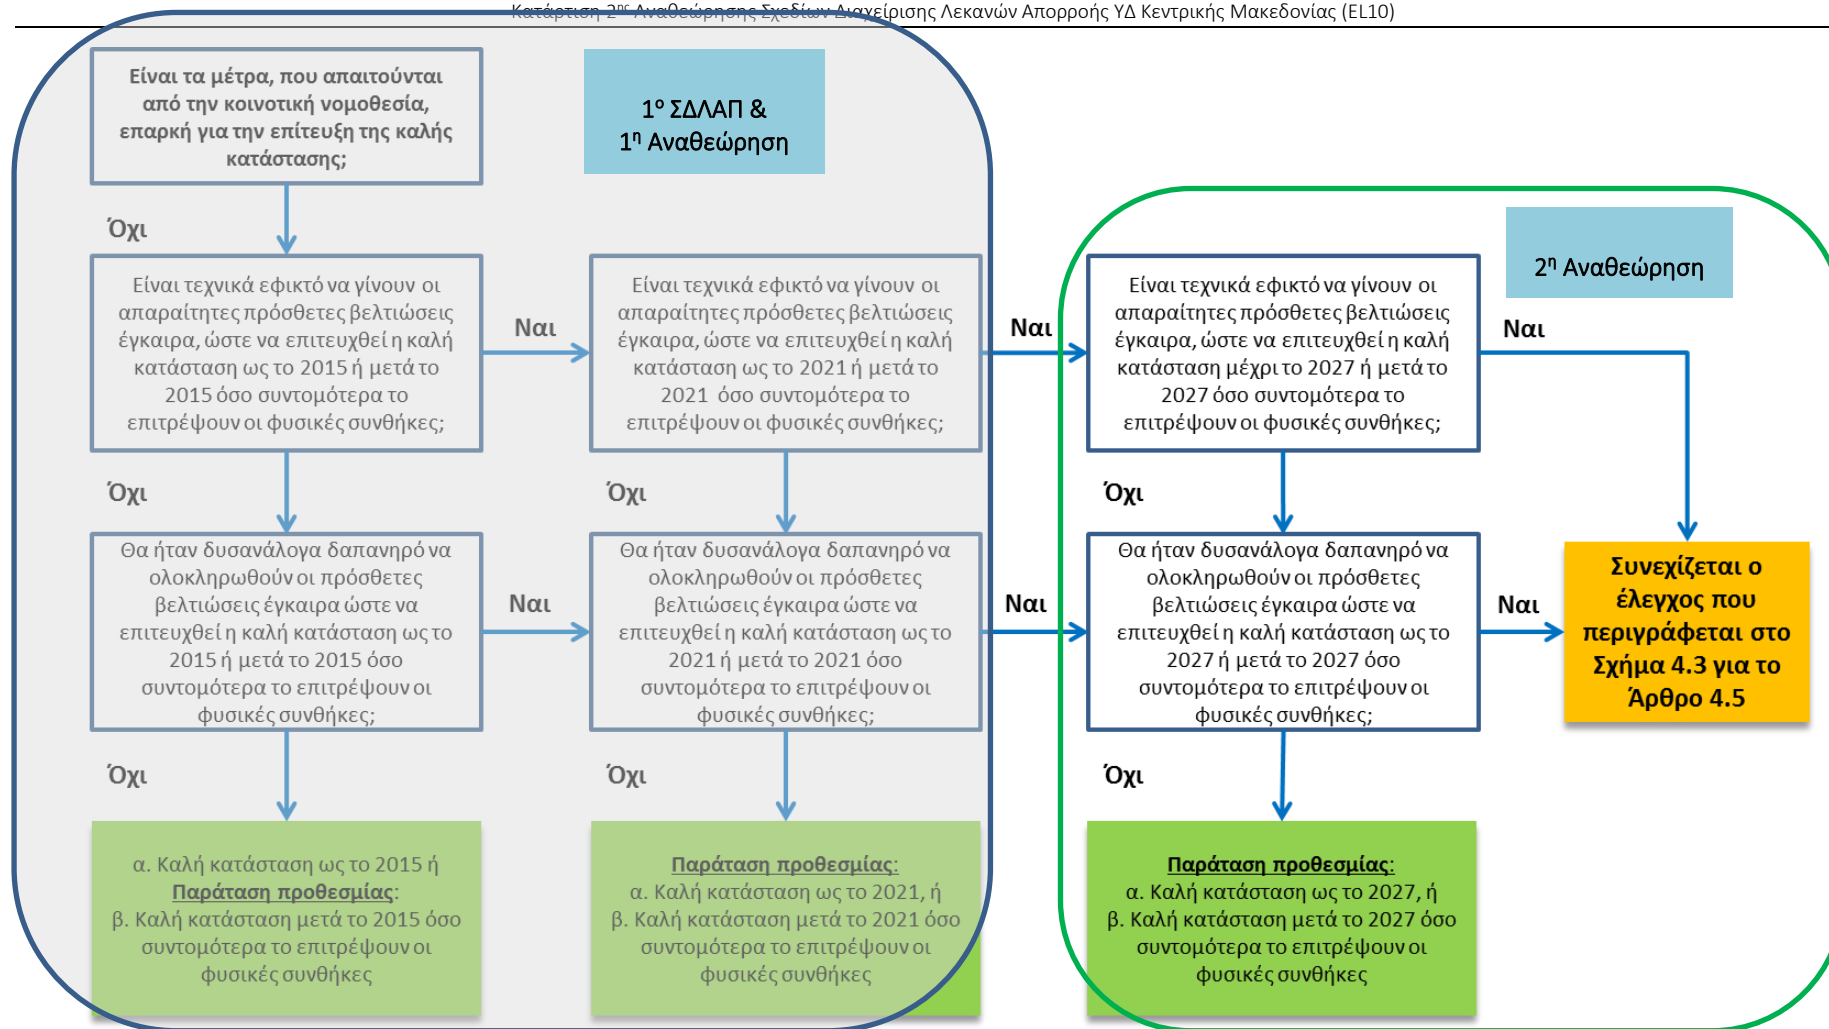 Κατάρτιση 2ης Αναθεώρησης Σχεδίων Διαχείρισης Λεκανών Απορροής ΥΔ Κεντρικής Μακεδονίας (EL10)
Είναι τα μέτρα, που απαιτούνται
από την κοινοτική νομοθεσία,
επαρκή για την επίτευξη της καλής
κατάστασης;
1º ΣΔΛΑΠ &
1η Αναθεώρηση
2η Αναθεώρηση
Όχι
Είναι τεχνικά εφικτό να γίνουν οι
απαραίτητες πρόσθετες βελτιώσεις
έγκαιρα, ώστε να επιτευχθεί η καλή
κατάσταση ως το 2015 ή μετά το
2015 όσο συντομότερα το
επιτρέψουν οι φυσικές συνθήκες;
Ναι
Είναι τεχνικά εφικτό να γίνουν οι
απαραίτητες πρόσθετες βελτιώσεις
έγκαιρα, ώστε να επιτευχθεί η καλή
κατάσταση ως το 2021 ή μετά το
2021 όσο συντομότερα το
επιτρέψουν οι φυσικές συνθήκες;
Ναι
Είναι τεχνικά εφικτό να γίνουν οι
απαραίτητες πρόσθετες βελτιώσεις
έγκαιρα, ώστε να επιτευχθεί η καλή
κατάσταση μέχρι το 2027 ή μετά το
2027 όσο συντομότερα το
επιτρέψουν οι φυσικές συνθήκες;
Ναι
Όχι
Όχι
Όχι
Θα ήταν δυσανάλογα δαπανηρό να
ολοκληρωθούν οι πρόσθετες
βελτιώσεις έγκαιρα ώστε να
επιτευχθεί η καλή κατάσταση ως το
2015 ή μετά το 2015 όσο
συντομότερα το επιτρέψουν οι
φυσικές συνθήκες;
Ναι
Θα ήταν δυσανάλογα δαπανηρό να
ολοκληρωθούν οι πρόσθετες
βελτιώσεις έγκαιρα ώστε να
επιτευχθεί η καλή κατάσταση ως το
2021 ή μετά το 2021 όσο
συντομότερα το επιτρέψουν οι
φυσικές συνθήκες;
Ναι
Θα ήταν δυσανάλογα δαπανηρό να
ολοκληρωθούν οι πρόσθετες
βελτιώσεις έγκαιρα ώστε να
επιτευχθεί η καλή κατάσταση ως το
2027 ή μετά το 2027 όσο
συντομότερα το επιτρέψουν οι
φυσικές συνθήκες;
Ναι
Συνεχίζεται ο
έλεγχος που
περιγράφεται στο
Σχήμα 4.3 για το
Άρθρο 4.5
Όχι
Όχι
Όχι
α. Καλή κατάσταση ως το 2015 ή
Παράταση προθεσμίας:
β. Καλή κατάσταση μετά το 2015 όσο
συντομότερα το επιτρέψουν οι
φυσικές συνθήκες
Παράταση προθεσμίας:
α. Καλή κατάσταση ως το 2021, ή
β. Καλή κατάσταση μετά το 2021 όσο
συντομότερα το επιτρέψουν οι
φυσικές συνθήκες
Παράταση προθεσμίας:
α. Καλή κατάσταση ως το 2027, ή
β. Καλή κατάσταση μετά το 2027 όσο
συντομότερα το επιτρέψουν οι
φυσικές συνθήκες